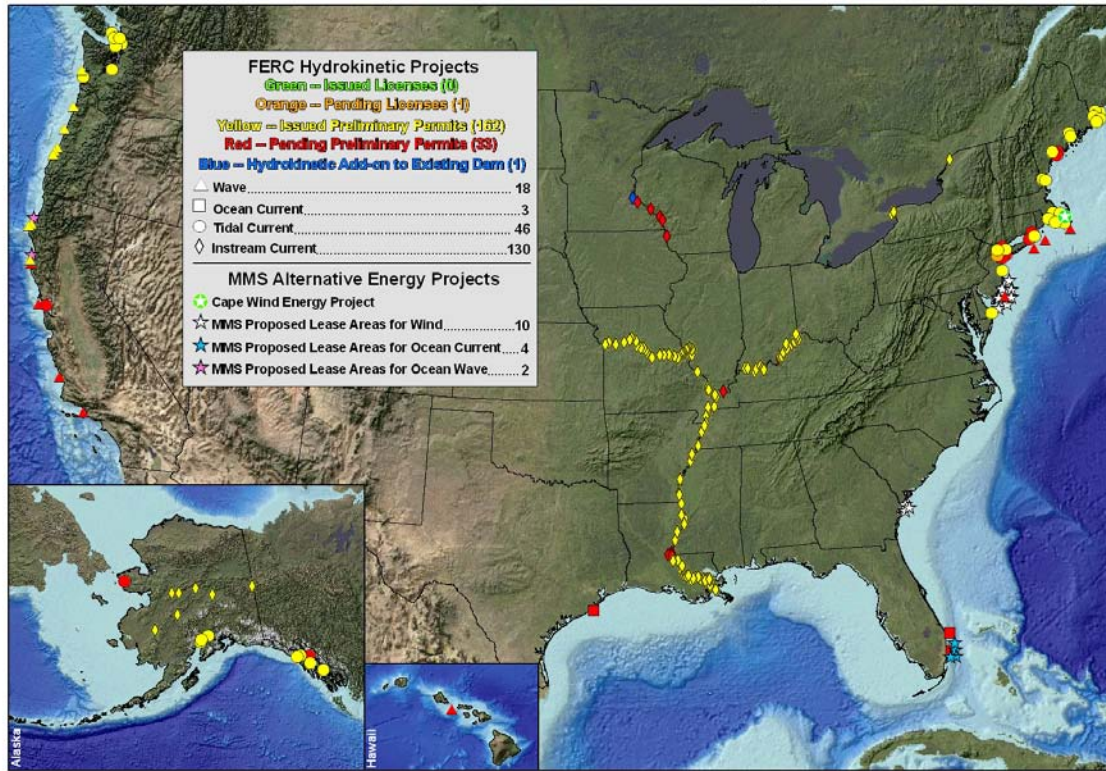 FERC Hydrokinetic Projects
Green -- Issued Licenses (0)
Orange -- Pending Licenses (1)
Yellow -- Issued Preliminary Permits (162)
Red -- Pending Preliminary Permits (33)
Blue -- Hydrokinetic Add-on to Existing Dam (1)
Wave 18
Ocean Current 3
Tidal Current 46
Instream Current 130
MMS Alternative Energy Projects
Cape Wind Energy Project
MMS Proposed Lease Areas for Wind 10
MMS Proposed Lease Areas for Ocean Current 4
MMS Proposed Lease Areas for Ocean Wave 2
Alaska
Hawaii